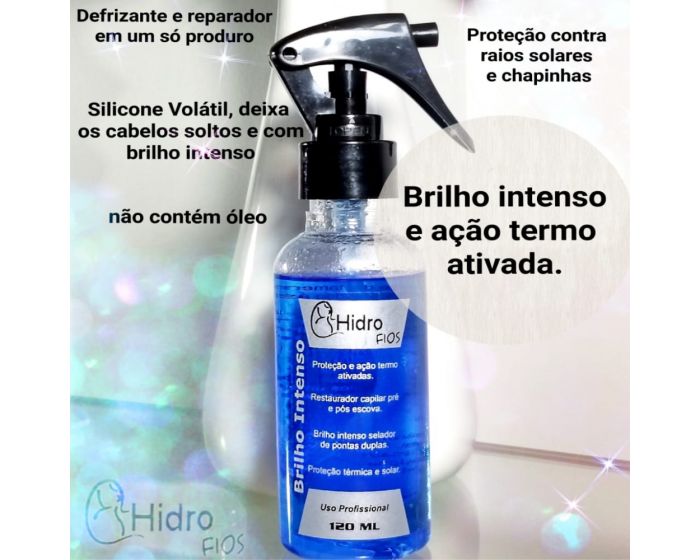 Defrizante e reparador
em um só produro
Proteção contra
raios solares
e chapinhas
Silicone Volátil, deixa
os cabelos soltos e com
brilho intenso
não contém óleo
Brilho intenso
e ação termo
ativada.
OPEN
Hidro
FIOS
Brilho Intenso
Proteção e ação termo
ativadas.
Restaurador capilar pré
e pós escova.
Brilho intenso selador
de pontas duplas.
Proteção térmica e solar.
Uso Profissional
120 ML
Hidro
FIOS